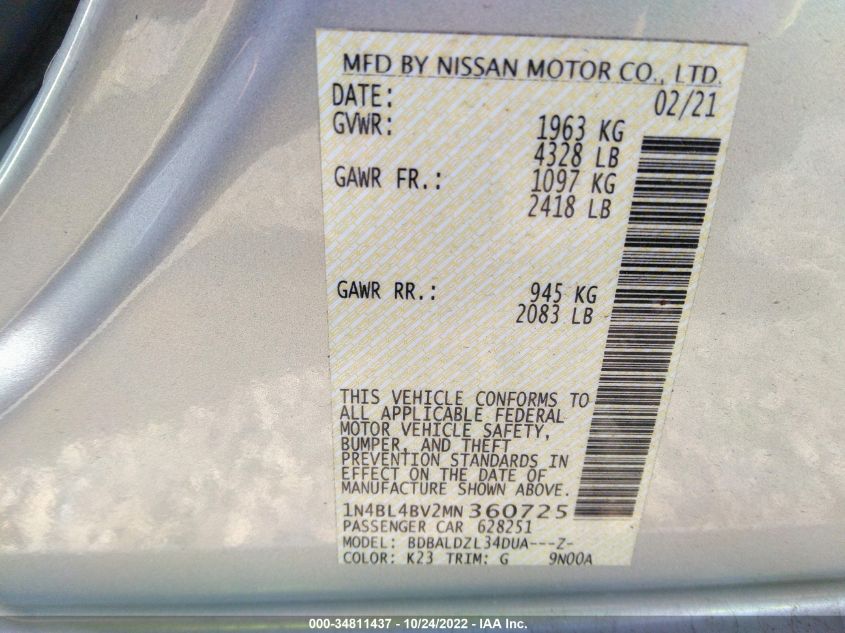 MFD BY NISSAN MOTOR CO., LTD.
DATE: 02/21
GVWR: 1963 KG
4328 LB
GAWR FR.: 1097 KG
2418 LB
GAWR RR.: 945 KG
2083 LB
THIS VEHICLE CONFORMS TO
ALL APPLICABLE FEDERAL
MOTOR VEHICLE SAFETY,
BUMPER, AND THEFT
PREVENTION STANDARDS IN
EFFECT ON THE DATE OF
MANUFACTURE SHOWN ABOVE.
1N4BL4BV2MN360725
PASSENGER CAR 628251
MODEL: BDBALDZL34DUA---Z-
COLOR: K23 TRIM: G 9N00A
000-34811437 - 10/24/2022 - IAA Inc.